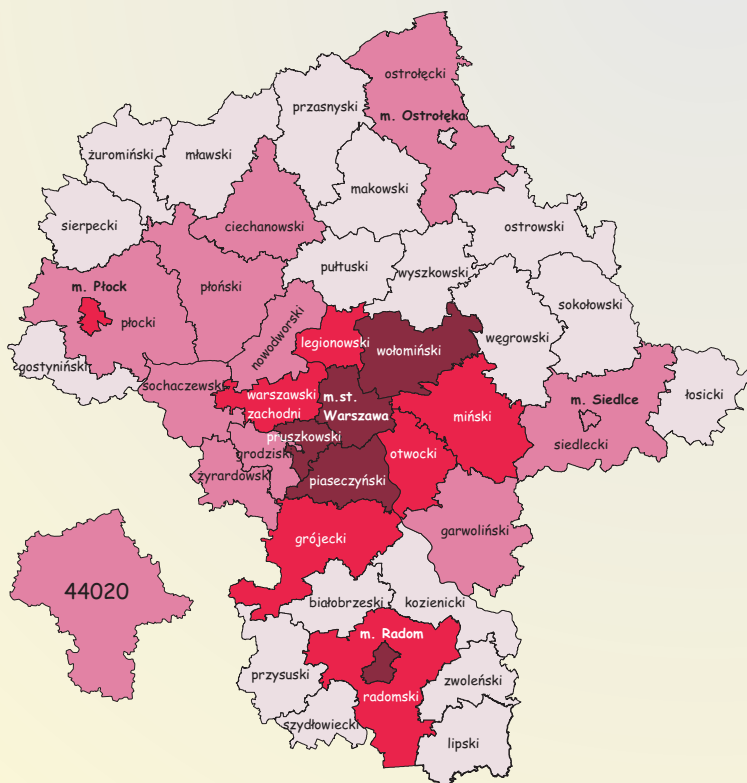 ostrołęcki
przasnyski
m. Ostrołęka
żuromiński
mławski
makowski
sierpecki
ciechanowski
ostrowski
pułtuski
wyszkowski
m. Płock
płoński
sokołowski
płocki
nowodworski
węgrowski
legionowski
wołomiński
gostyniński
sochaczewski
warszawski
zachodni
m.st.
Warszawa
miński
m. Siedlce
łosicki
pruszkowski
siedlecki
grodziski
otwocki
żyrardowski
piaseczyński
garwoliński
grójecki
44020
białobrzeski
kozienicki
m. Radom
przysuski
zwoleński
radomski
szydłowiecki
lipski